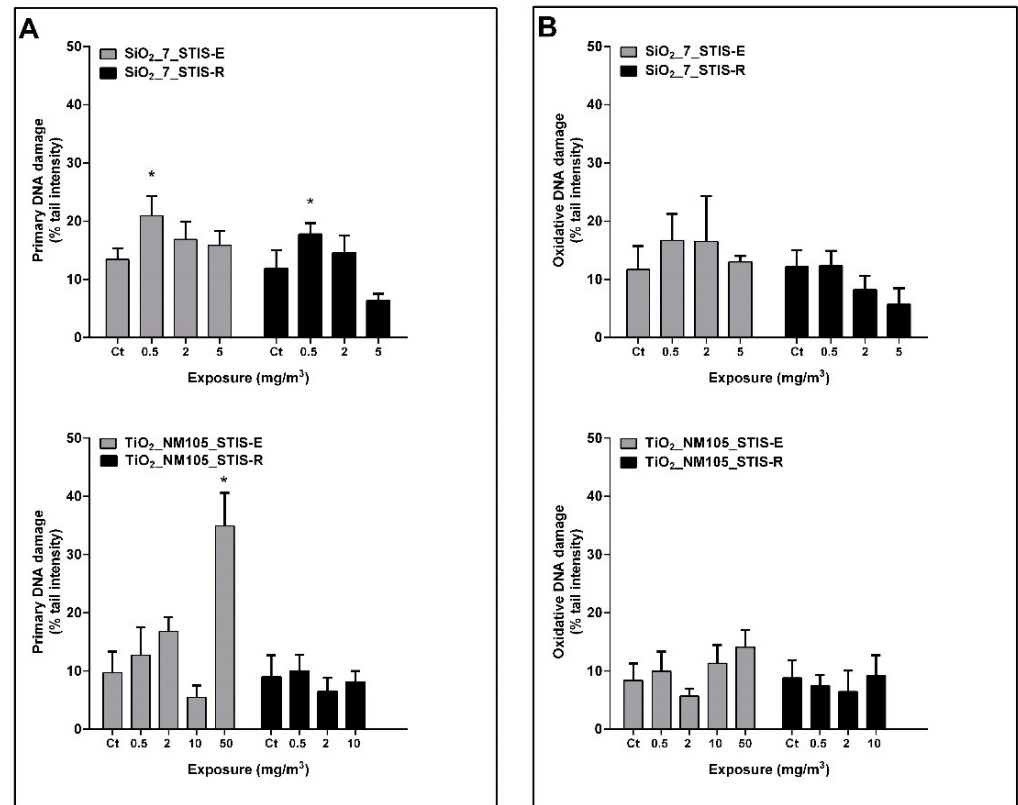 A
SiO₂_7_STIS-E
SiO₂_7_STIS-R
Primary DNA damage
(% tail intensity)
50
40
30
20
10
0
*
*
Ct 0.5 2 5 Ct 0.5 2 5
Exposure (mg/m³)
TiO₂_NM105_STIS-E
TiO₂_NM105_STIS-R
Primary DNA damage
(% tail intensity)
50
40
30
20
10
0
*
Ct 0.5 2 10 50 Ct 0.5 2 10
Exposure (mg/m³)
B
SiO₂_7_STIS-E
SiO₂_7_STIS-R
Oxidative DNA damage
(% tail intensity)
50
40
30
20
10
0
Ct 0.5 2 5 Ct 0.5 2 5
Exposure (mg/m³)
TiO₂_NM105_STIS-E
TiO₂_NM105_STIS-R
Oxidative DNA damage
(% tail intensity)
50
40
30
20
10
0
Ct 0.5 2 10 50 Ct 0.5 2 10
Exposure (mg/m³)